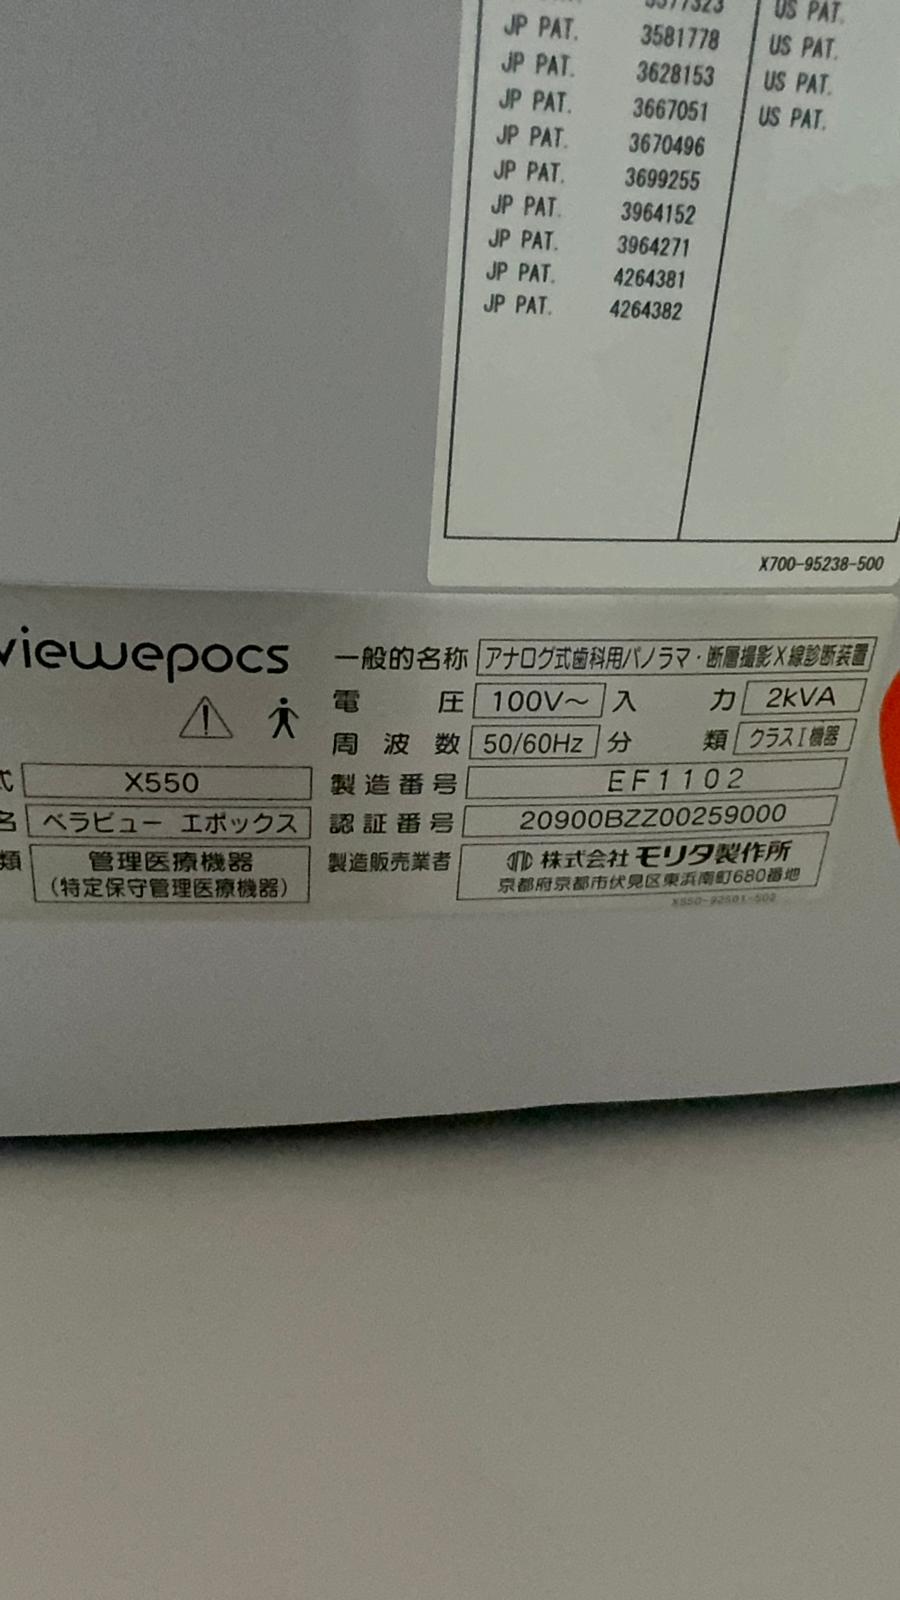 3577323 US PAT.
JP PAT. 3581778 US PAT.
JP PAT. 3628153 US PAT.
JP PAT. 3667051 US PAT.
JP PAT. 3670496
JP PAT. 3699255
JP PAT. 3964152
JP PAT. 3964271
JP PAT. 4264381
JP PAT. 4264382
X700-95238-500
viewepocs 一般的名称 アナログ式歯科用パノラマ・断層撮影X線診断装置
電圧 100V～ 入力 2kVA
周波数 50/60Hz 分類 クラスⅠ機器
式 X550 製造番号 EF1102
名 ベラビュー エポックス 認証番号 20900BZZ00259000
類 管理医療機器 製造販売業者 株式会社 モリタ製作所
(特定保守管理医療機器) 京都府京都市伏見区東浜南町680番地
X550-92501-502